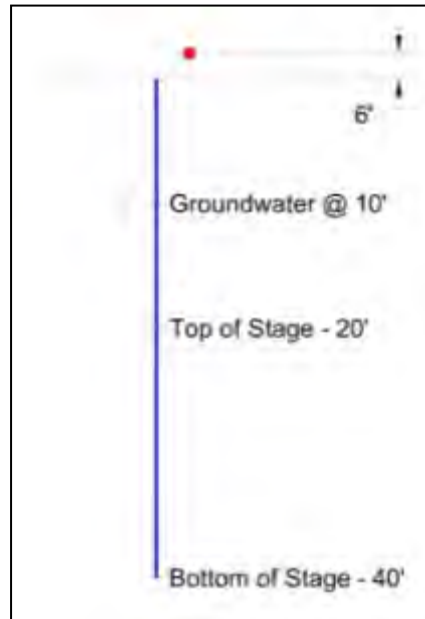 6'
Groundwater @ 10'
Top of Stage - 20'
Bottom of Stage - 40'